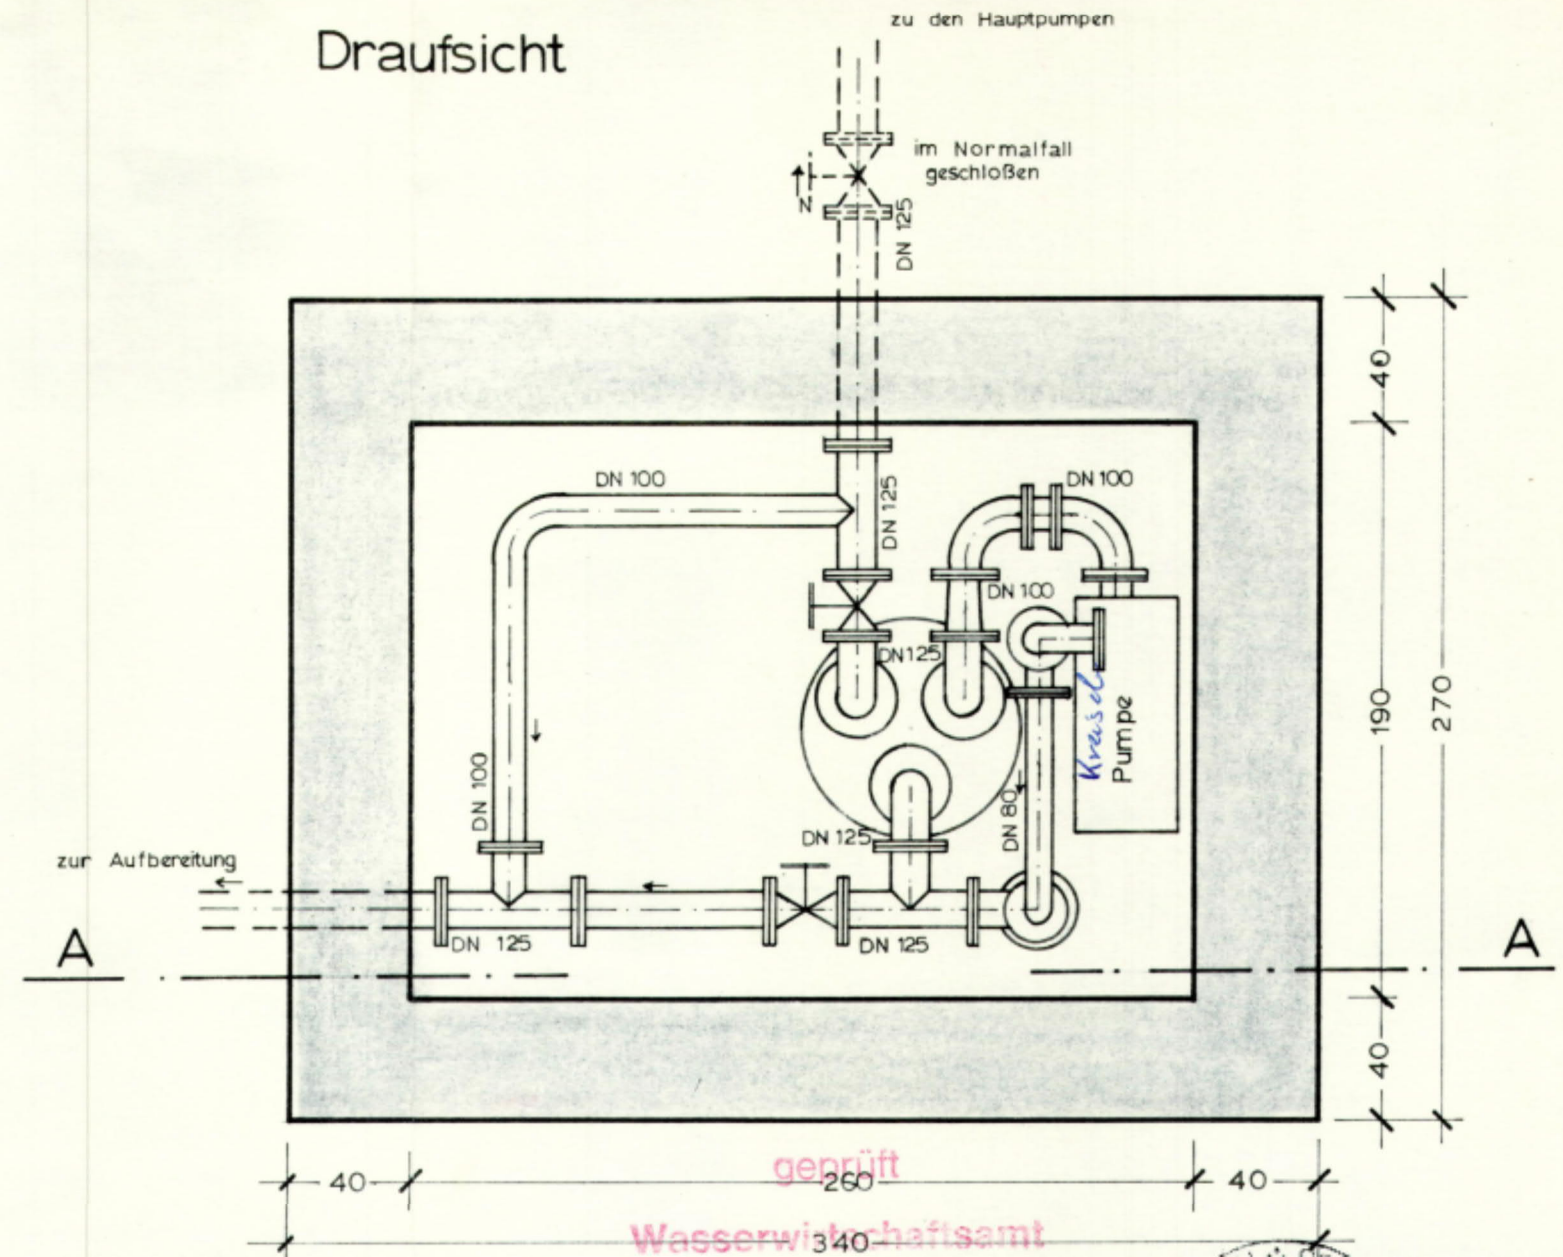 zu den Hauptpumpen
Draufsicht
im Normalfall
geschloßen
N
DN 125
40
DN 100
DN 125
DN 100
DN 100
DN 125
190
270
Kreisel
Pumpe
DN 100
DN 80
DN 125
zur Aufbereitung
A
DN 125
DN 125
A
40
geprüft
40
260
40
Wasserwirtschaftsamt
340